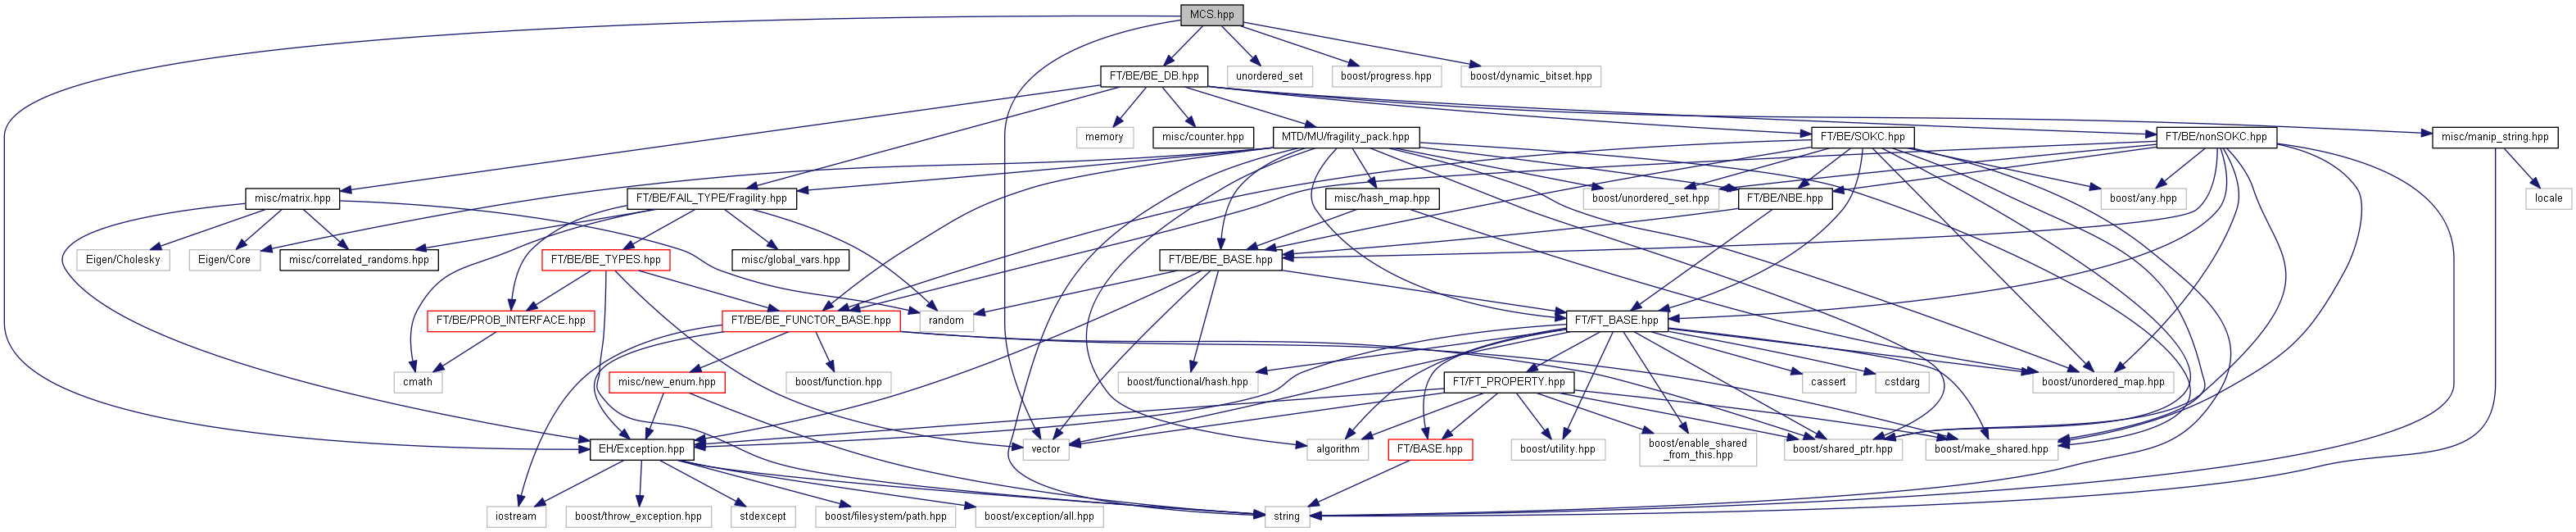 MCS.hpp
FT/BE/BE_DB.hpp
unordered_set
boost/progress.hpp
boost/dynamic_bitset.hpp
memory
misc/counter.hpp
MTD/MU/fragility_pack.hpp
FT/BE/SOKC.hpp
FT/BE/nonSOKC.hpp
misc/manip_string.hpp
misc/matrix.hpp
FT/BE/FAIL_TYPE/Fragility.hpp
misc/hash_map.hpp
boost/unordered_set.hpp
FT/BE/NBE.hpp
boost/any.hpp
locale
Eigen/Cholesky
Eigen/Core
misc/correlated_randoms.hpp
FT/BE/BE_TYPES.hpp
misc/global_vars.hpp
FT/BE/BE_BASE.hpp
FT/BE/PROB_INTERFACE.hpp
FT/BE/BE_FUNCTOR_BASE.hpp
random
FT/FT_BASE.hpp
cmath
misc/new_enum.hpp
boost/function.hpp
boost/functional/hash.hpp
FT/FT_PROPERTY.hpp
cassert
cstdarg
boost/unordered_map.hpp
EH/Exception.hpp
vector
algorithm
FT/BASE.hpp
boost/utility.hpp
boost/enable_shared
_from_this.hpp
boost/shared_ptr.hpp
boost/make_shared.hpp
iostream
boost/throw_exception.hpp
stdexcept
boost/filesystem/path.hpp
boost/exception/all.hpp
string